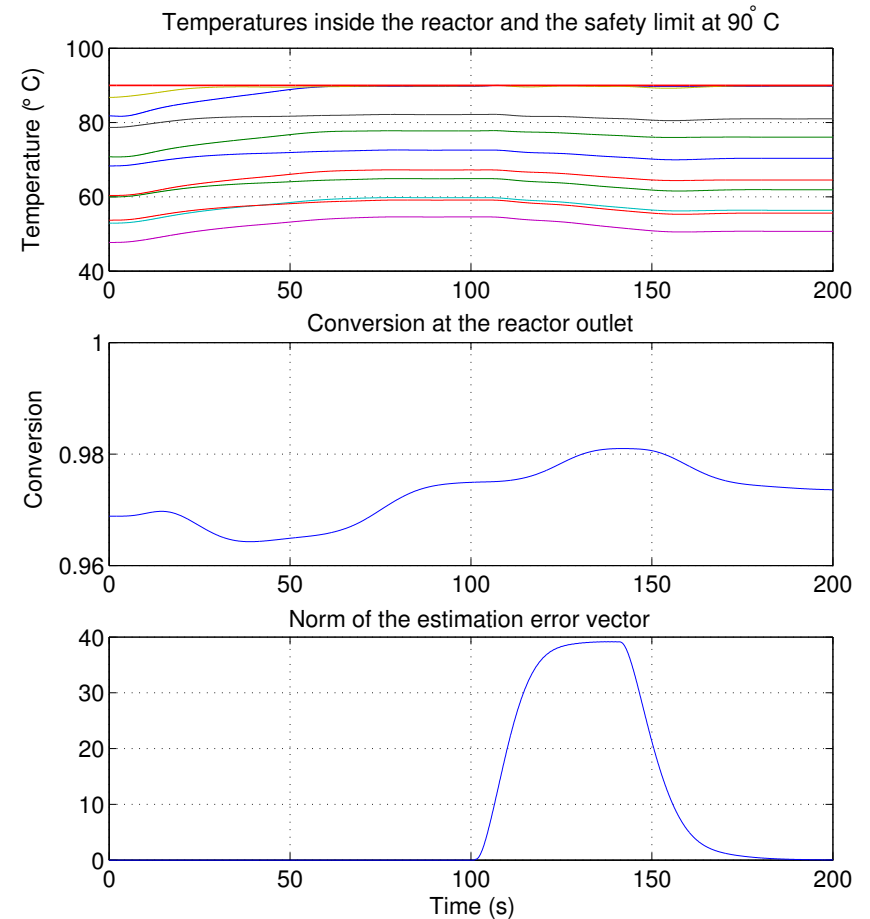 Temperatures inside the reactor and the safety limit at 90° C
Temperature (° C)
100
80
60
40
0 50 100 150 200
Conversion at the reactor outlet
Conversion
1
0.98
0.96
0 50 100 150 200
Norm of the estimation error vector
40
30
20
10
0
0 50 100 150 200
Time (s)